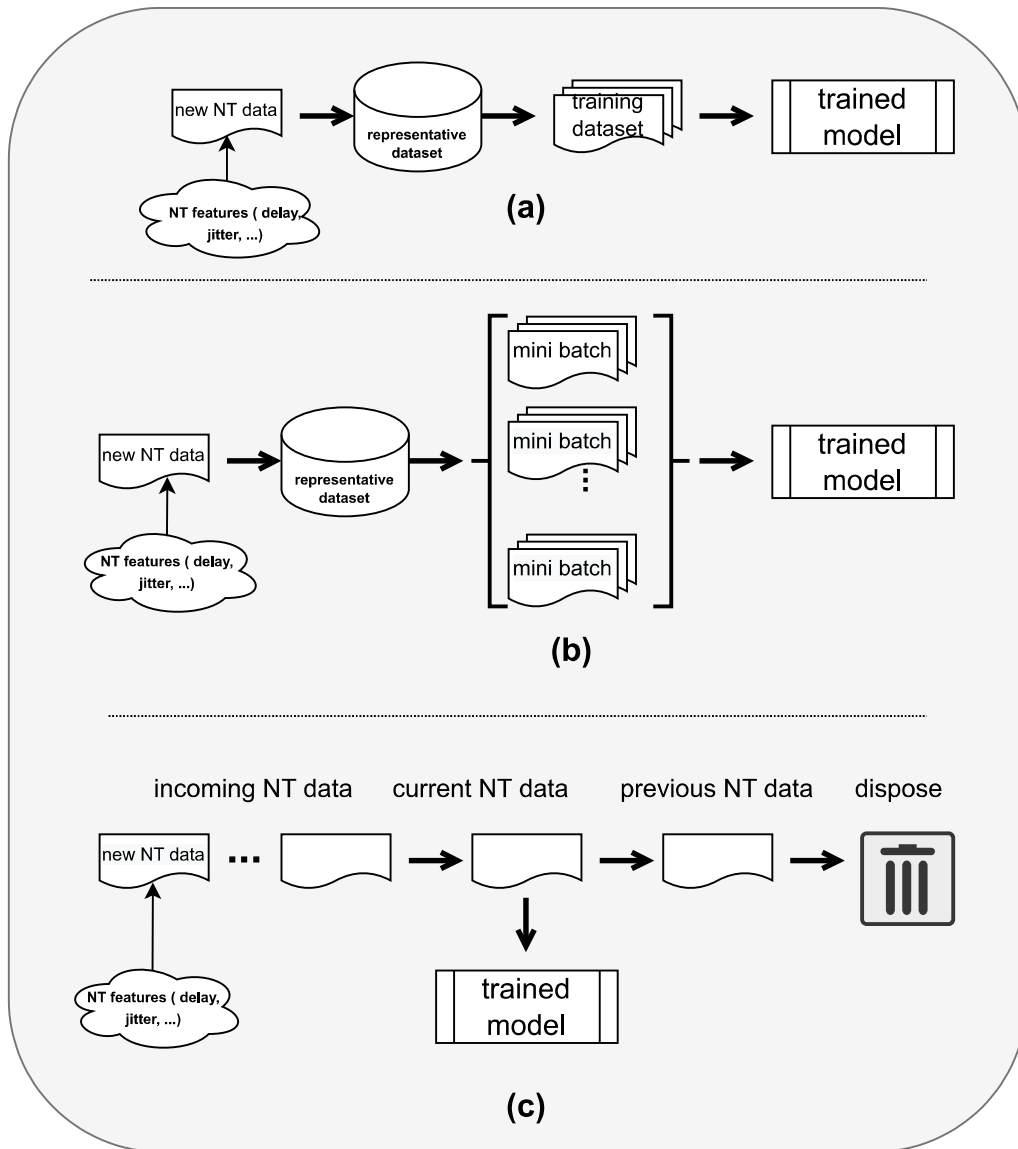 new NT data
representative
dataset
training
dataset
trained
model
NT features ( delay,
jitter, ...)
(a)
mini batch
mini batch
mini batch
new NT data
representative
dataset
trained
model
NT features ( delay,
jitter, ...)
(b)
incoming NT data
current NT data
previous NT data
dispose
new NT data
NT features ( delay,
jitter, ...)
trained
model
(c)